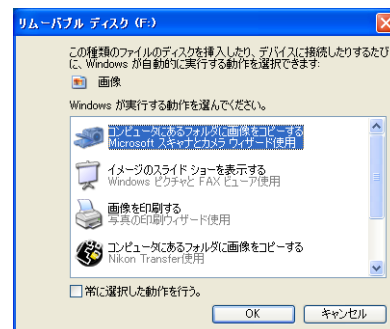 リムーバブル ディスク (F:)
この種類のファイルのディスクを挿入したり、デバイスに接続したりするたび
に、Windows が自動的に実行する動作を選択できます:
画像
Windows が実行する動作を選んでください。
コンピュータにあるフォルダに画像をコピーする
Microsoft スキャナとカメラ ウィザード使用
イメージのスライド ショーを表示する
Windows ピクチャと FAX ビューア使用
画像を印刷する
写真の印刷ウィザード使用
コンピュータにあるフォルダに画像をコピーする
Nikon Transfer使用
常に選択した動作を行う。
OK
キャンセル